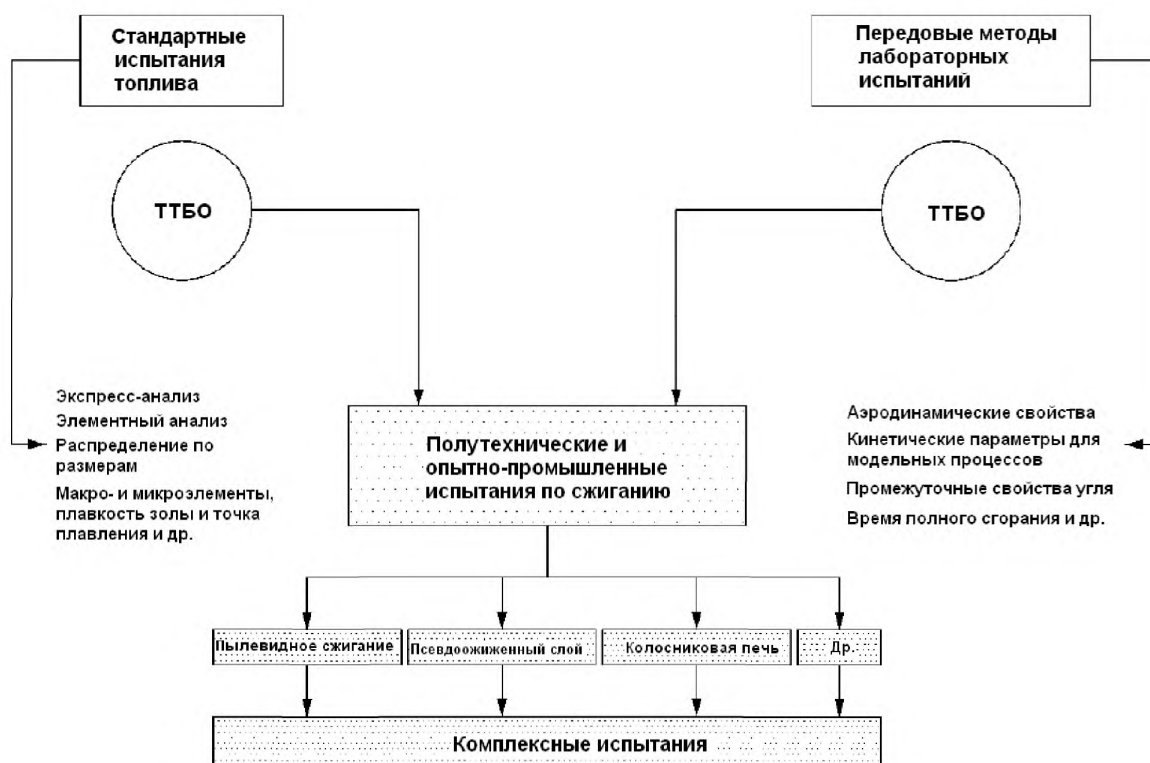 Стандартные
испытания
топлива
Передовые методы
лабораторных
испытаний
ТТБО
ТТБО
Экспресс-анализ
Элементный анализ
Распределение по
размерам
Макро- и микроэлементы,
плавкость золы и точка
плавления и др.
Полутехнические и
опытно-промышленные
испытания по сжиганию
Аэродинамические свойства
Кинетические параметры для
модельных процессов
Промежуточные свойства угля
Время полного сгорания и др.
Пылевидное сжигание
Псевдоожиженный слой
Колосниковая печь
Др.
Комплексные испытания